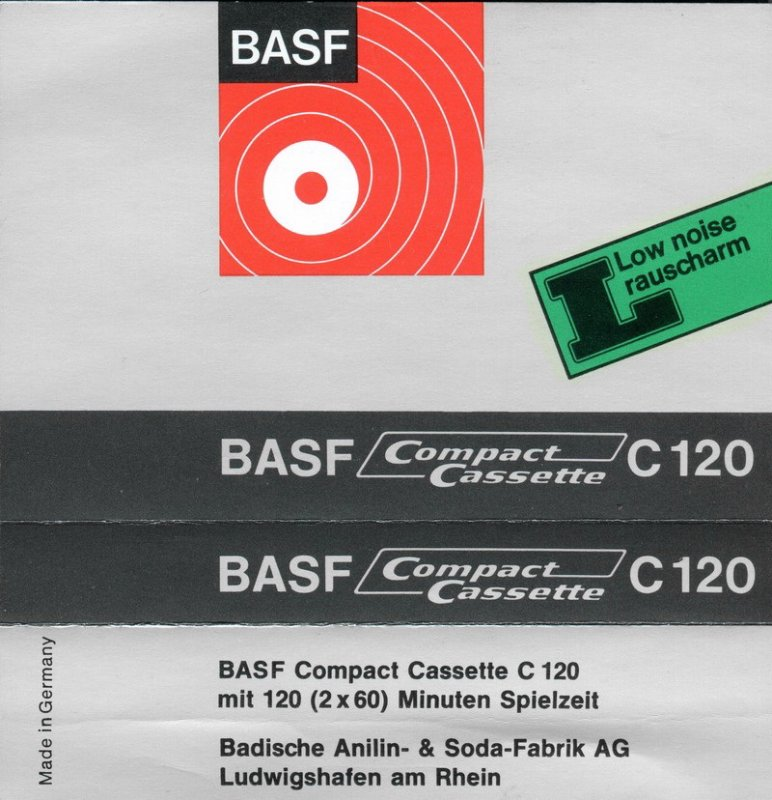 BASF
Low noise
rauscharm
L
BASF Compact Cassette C 120
BASF Compact Cassette C 120
Made in Germany
BASF Compact Cassette C 120
mit 120 (2 x 60) Minuten Spielzeit
Badische Anilin- & Soda-Fabrik AG
Ludwigshafen am Rhein